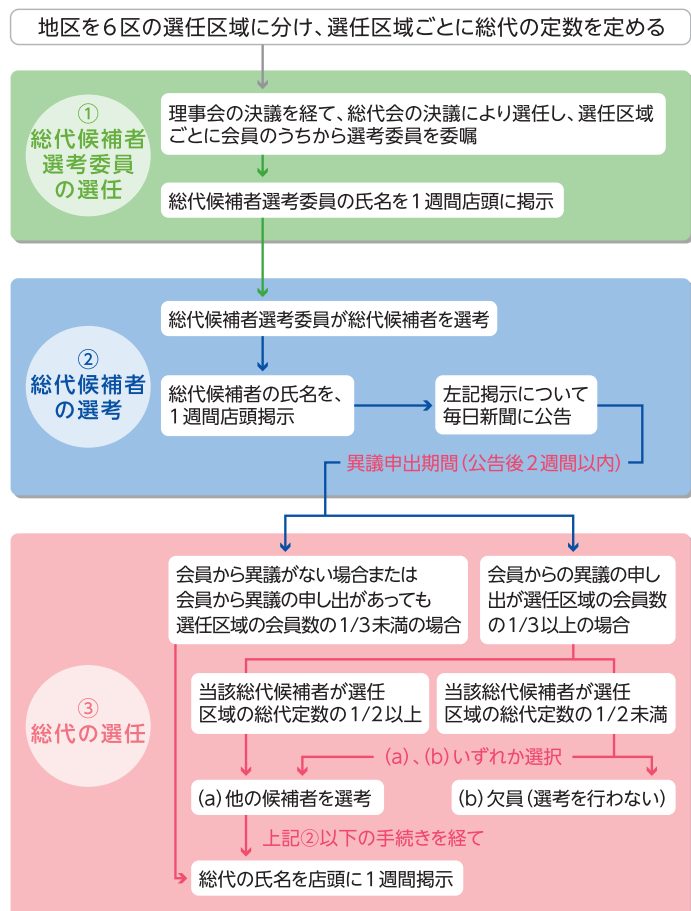 地区を6区の選任区域に分け、選任区域ごとに総代の定数を定める
①
総代候補者
選考委員
の選任
理事会の決議を経て、総代会の決議により選任し、選任区域
ごとに会員のうちから選考委員を委嘱
総代候補者選考委員の氏名を1週間店頭に掲示
②
総代候補者
の選考
総代候補者選考委員が総代候補者を選考
総代候補者の氏名を、
1週間店頭掲示
左記掲示について
毎日新聞に公告
異議申出期間(公告後2週間以内)
③
総代の選任
会員から異議がない場合または
会員から異議の申し出があっても
選任区域の会員数の1/3未満の場合
会員からの異議の申し
出が選任区域の会員数
の1/3以上の場合
当該総代候補者が選任
区域の総代定数の1/2以上
当該総代候補者が選任
区域の総代定数の1/2未満
(a)、(b)いずれか選択
(a)他の候補者を選考
(b)欠員(選考を行わない)
上記②以下の手続きを経て
総代の氏名を店頭に1週間掲示